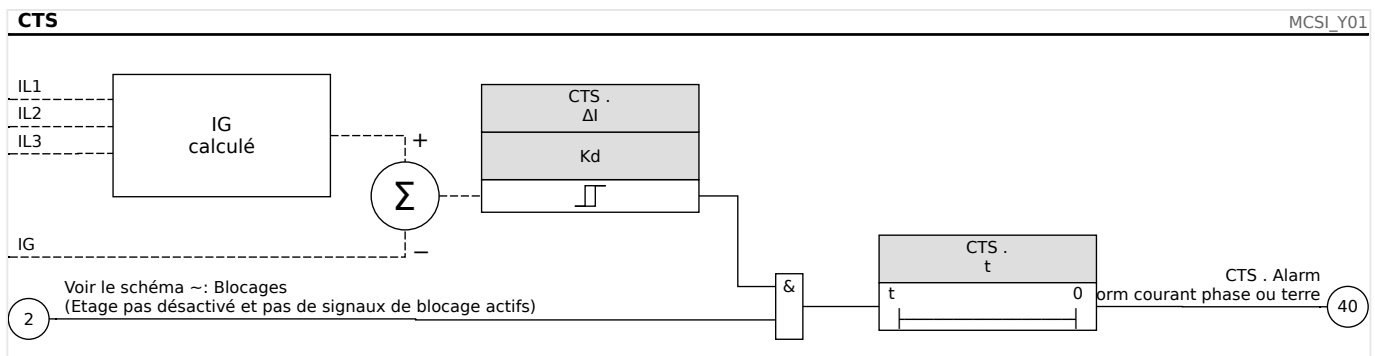 CTS
MCSI_Y01
IL1
IL2
IL3
IG
calculé
+
Σ
−
CTS .
ΔI
Kd
IG
Voir le schéma ~: Blocages
(Etage pas désactivé et pas de signaux de blocage actifs)
2
&
CTS .
t
t
0
CTS . Alarm
orm courant phase ou terre
40